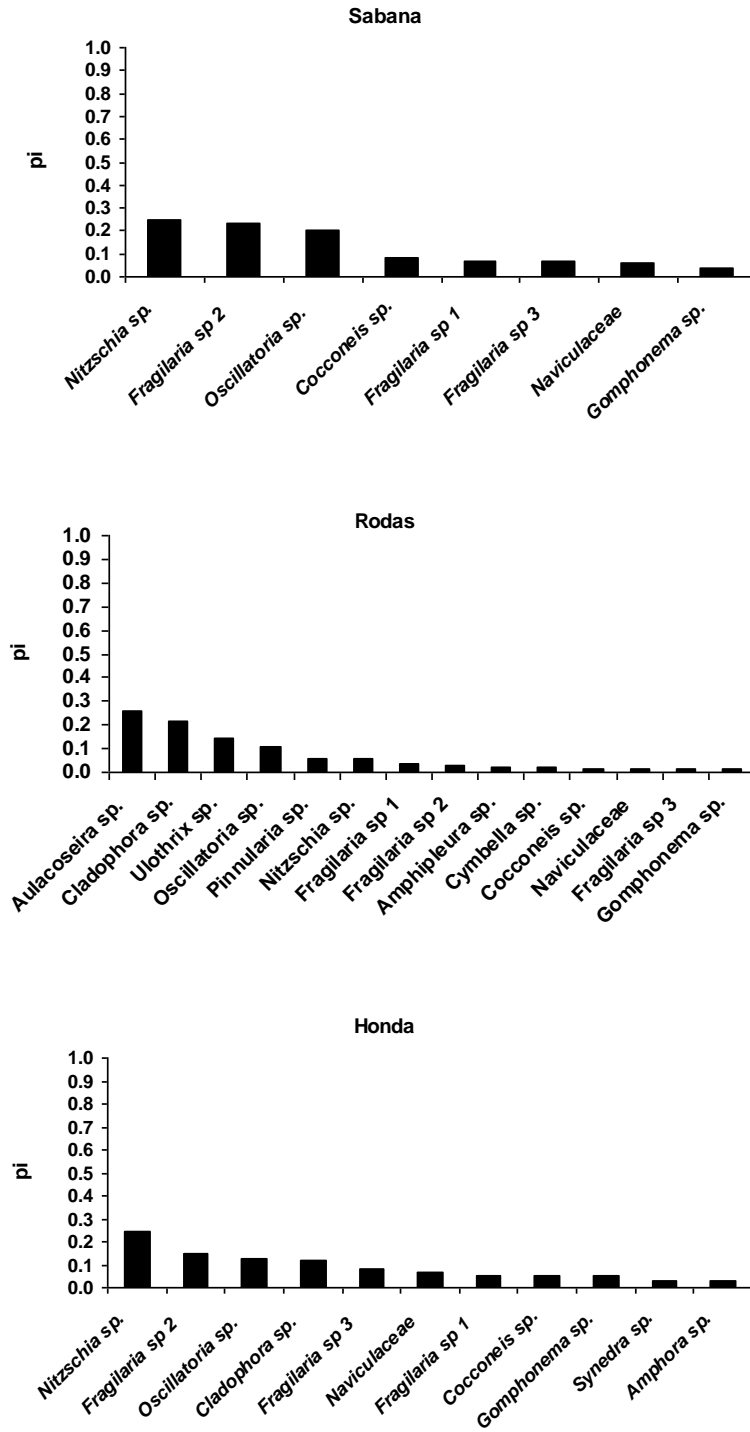 Sabana
1.0
0.9
0.8
0.7
0.6
0.5
0.4
0.3
0.2
0.1
0.0
pi
Nitzschia sp.
Fragilaria sp 2
Oscillatoria sp.
Cocconeis sp.
Fragilaria sp 1
Fragilaria sp 3
Naviculaceae
Gomphonema sp.
Rodas
1.0
0.9
0.8
0.7
0.6
0.5
0.4
0.3
0.2
0.1
0.0
pi
Aulacoseira sp.
Cladophora sp.
Ulothrix sp.
Oscillatoria sp.
Pinnularia sp.
Nitzschia sp.
Fragilaria sp 1
Fragilaria sp 2
Amphipleura sp.
Cymbella sp.
Cocconeis sp.
Naviculaceae
Fragilaria sp 3
Gomphonema sp.
Honda
1.0
0.9
0.8
0.7
0.6
0.5
0.4
0.3
0.2
0.1
0.0
pi
Nitzschia sp.
Fragilaria sp 2
Oscillatoria sp.
Cladophora sp.
Fragilaria sp 3
Naviculaceae
Fragilaria sp 1
Cocconeis sp.
Gomphonema sp.
Synedra sp.
Amphora sp.